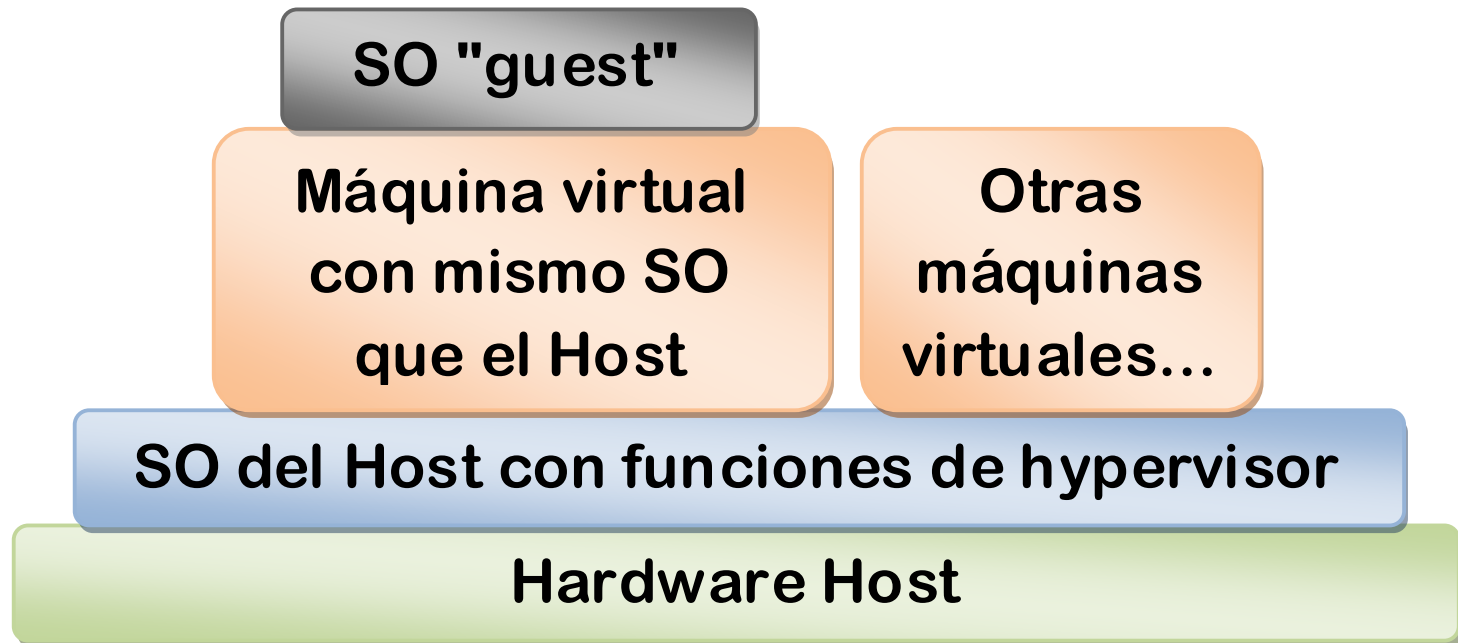 SO "guest"
Máquina virtual
con mismo SO
que el Host
Otras
máquinas
virtuales...
SO del Host con funciones de hypervisor
Hardware Host